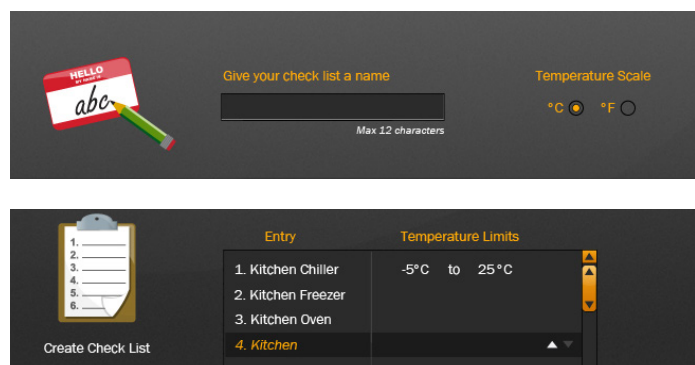 HELLO
MY NAME IS
abc
Give your check list a name
Temperature Scale
°C °F
Max 12 characters
Entry Temperature Limits
1. Kitchen Chiller -5°C to 25°C
2. Kitchen Freezer
3. Kitchen Oven
4. Kitchen
1.
2.
3.
4.
5.
6.
Create Check List